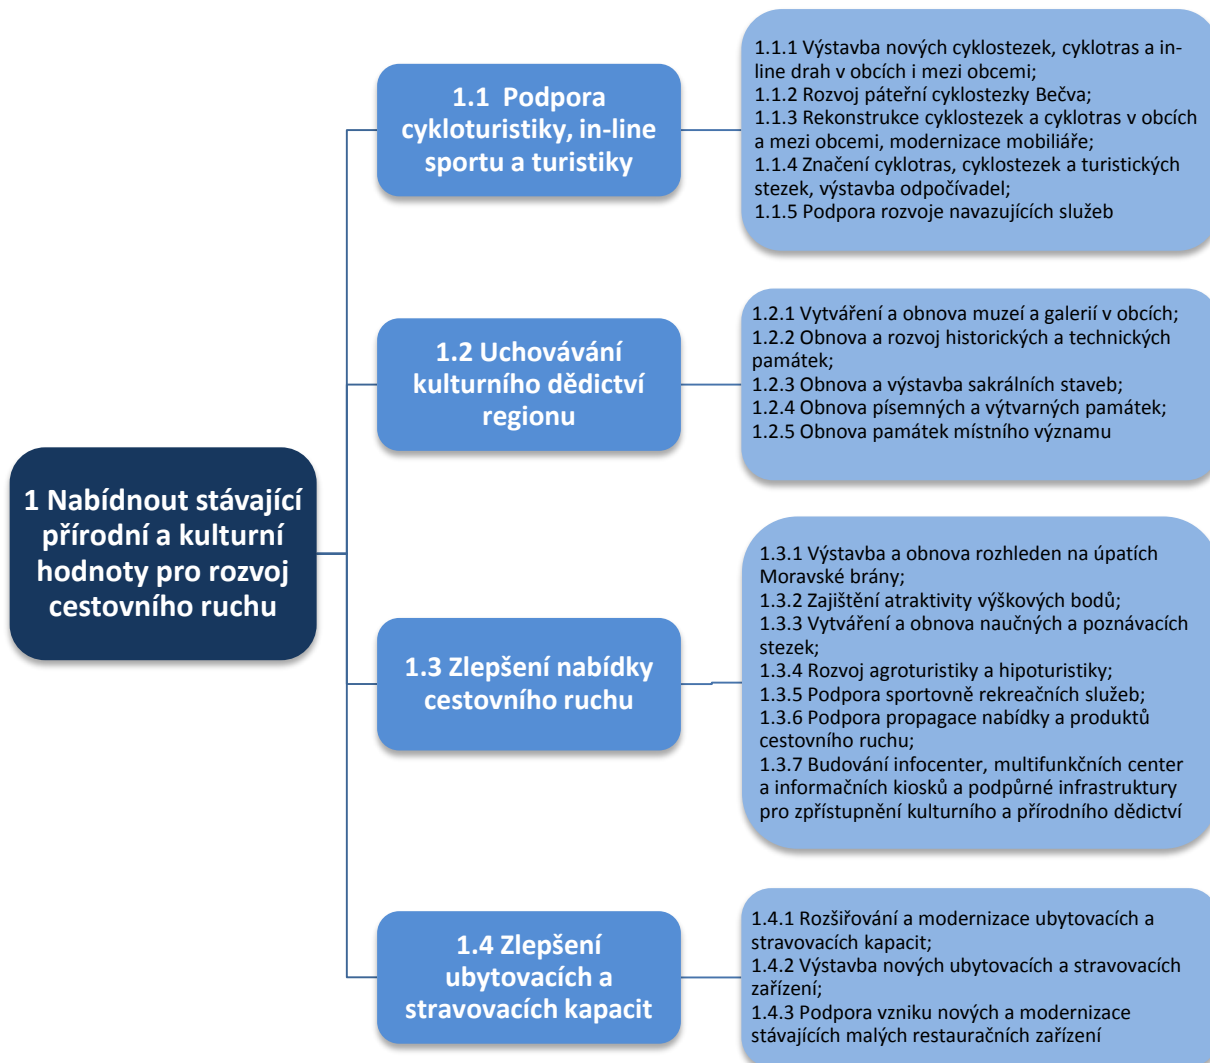 1 Nabídnout stávající
přírodní a kulturní
hodnoty pro rozvoj
cestovního ruchu
1.1 Podpora
cykloturistiky, in-line
sportu a turistiky
1.1.1 Výstavba nových cyklostezek, cyklotras a in-
line drah v obcích i mezi obcemi;
1.1.2 Rozvoj páteřní cyklostezky Bečva;
1.1.3 Rekonstrukce cyklostezek a cyklotras v obcích
a mezi obcemi, modernizace mobiliáře;
1.1.4 Značení cyklotras, cyklostezek a turistických
stezek, výstavba odpočívadel;
1.1.5 Podpora rozvoje navazujících služeb
1.2 Uchovávání
kulturního dědictví
regionu
1.2.1 Vytváření a obnova muzeí a galerií v obcích;
1.2.2 Obnova a rozvoj historických a technických
památek;
1.2.3 Obnova a výstavba sakrálních staveb;
1.2.4 Obnova písemných a výtvarných památek;
1.2.5 Obnova památek místního významu
1.3 Zlepšení nabídky
cestovního ruchu
1.3.1 Výstavba a obnova rozhleden na úpatích
Moravské brány;
1.3.2 Zajištění atraktivity výškových bodů;
1.3.3 Vytváření a obnova naučných a poznávacích
stezek;
1.3.4 Rozvoj agroturistiky a hipoturistiky;
1.3.5 Podpora sportovně rekreačních služeb;
1.3.6 Podpora propagace nabídky a produktů
cestovního ruchu;
1.3.7 Budování infocenter, multifunkčních center
a informačních kiosků a podpůrné infrastruktury
pro zpřístupnění kulturního a přírodního dědictví
1.4 Zlepšení
ubytovacích a
stravovacích kapacit
1.4.1 Rozšiřování a modernizace ubytovacích a
stravovacích kapacit;
1.4.2 Výstavba nových ubytovacích a stravovacích
zařízení;
1.4.3 Podpora vzniku nových a modernizace
stávajících malých restauračních zařízení